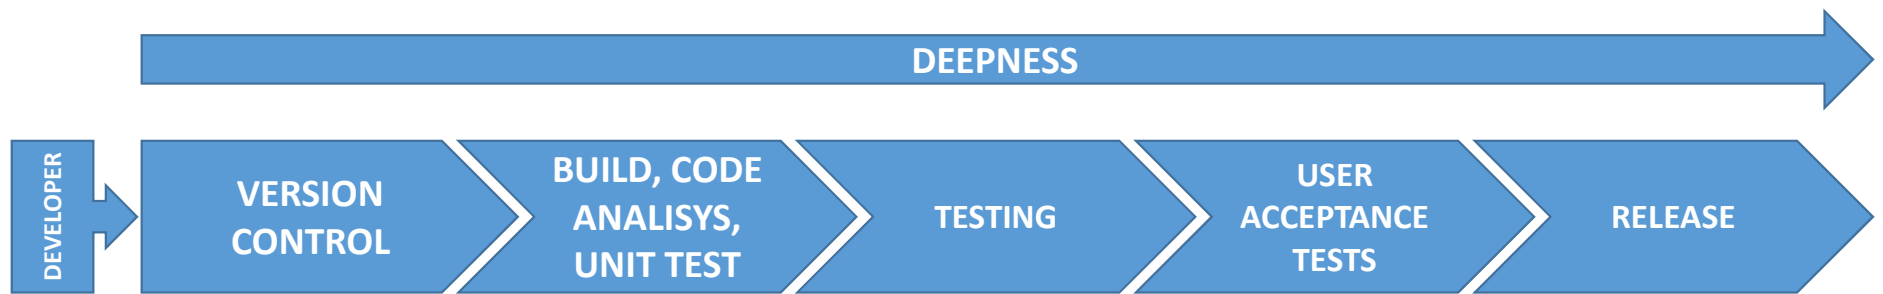 DEEPNESS
DEVELOPER
VERSION
CONTROL
BUILD, CODE
ANALISYS,
UNIT TEST
TESTING
USER
ACCEPTANCE
TESTS
RELEASE